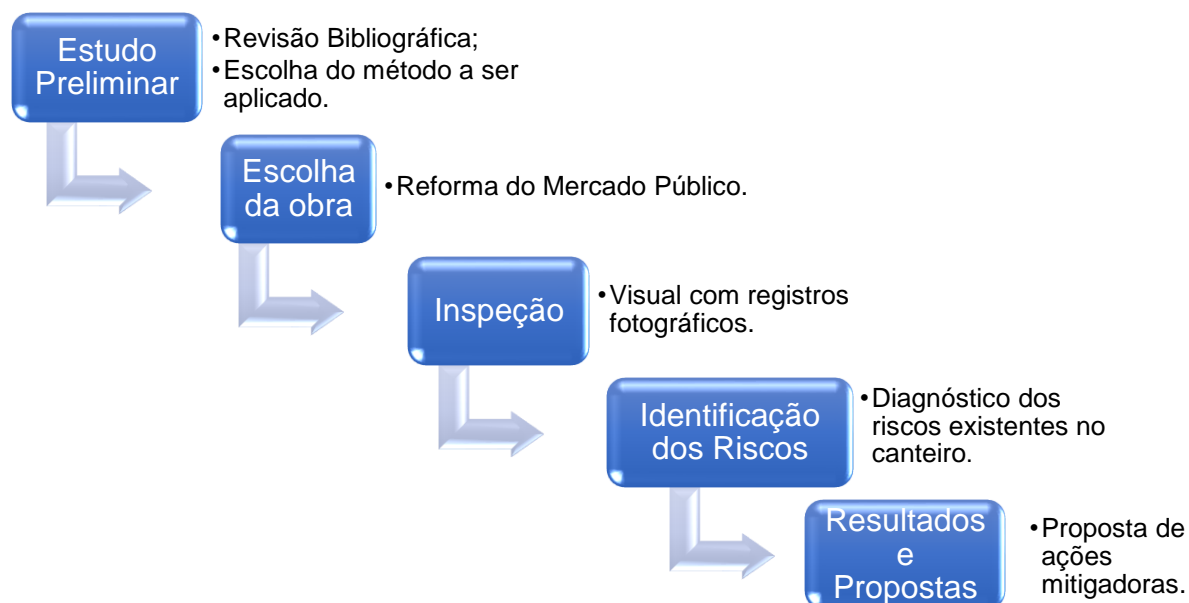 Estudo
Preliminar
•Revisão Bibliográfica;
•Escolha do método a ser
aplicado.
Escolha
da obra
•Reforma do Mercado Público.
Inspeção
•Visual com registros
fotográficos.
Identificação
dos Riscos
•Diagnóstico dos
riscos existentes no
canteiro.
Resultados
e
Propostas
•Proposta de
ações
mitigadoras.